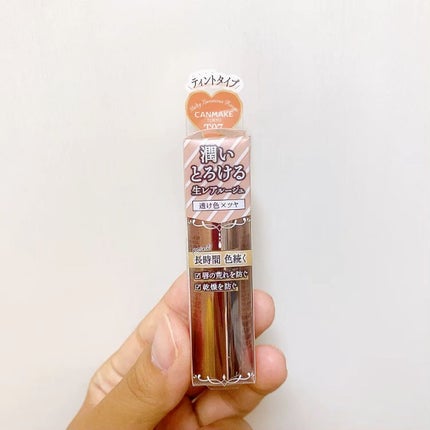 ティントタイプ
CANMAKE
TOKYO
T07
潤い
とろける
生レアルージュ
透け色×ツヤ
長時間 色続く
☑唇の荒れを防ぐ
☑乾燥を防ぐ